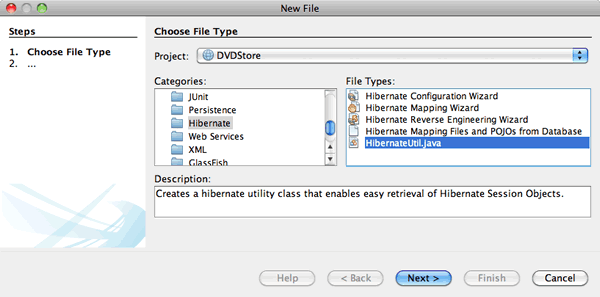 New File
Steps
1. Choose File Type
2. ...
Choose File Type
Project: DVDStore
Categories:
JUnit
Persistence
Hibernate
Web Services
XML
GlassFish
File Types:
Hibernate Configuration Wizard
Hibernate Mapping Wizard
Hibernate Reverse Engineering Wizard
Hibernate Mapping Files and POJOs from Database
HibernateUtil.java
Description:
Creates a hibernate utility class that enables easy retrieval of Hibernate Session Objects.
Help
< Back
Next >
Finish
Cancel